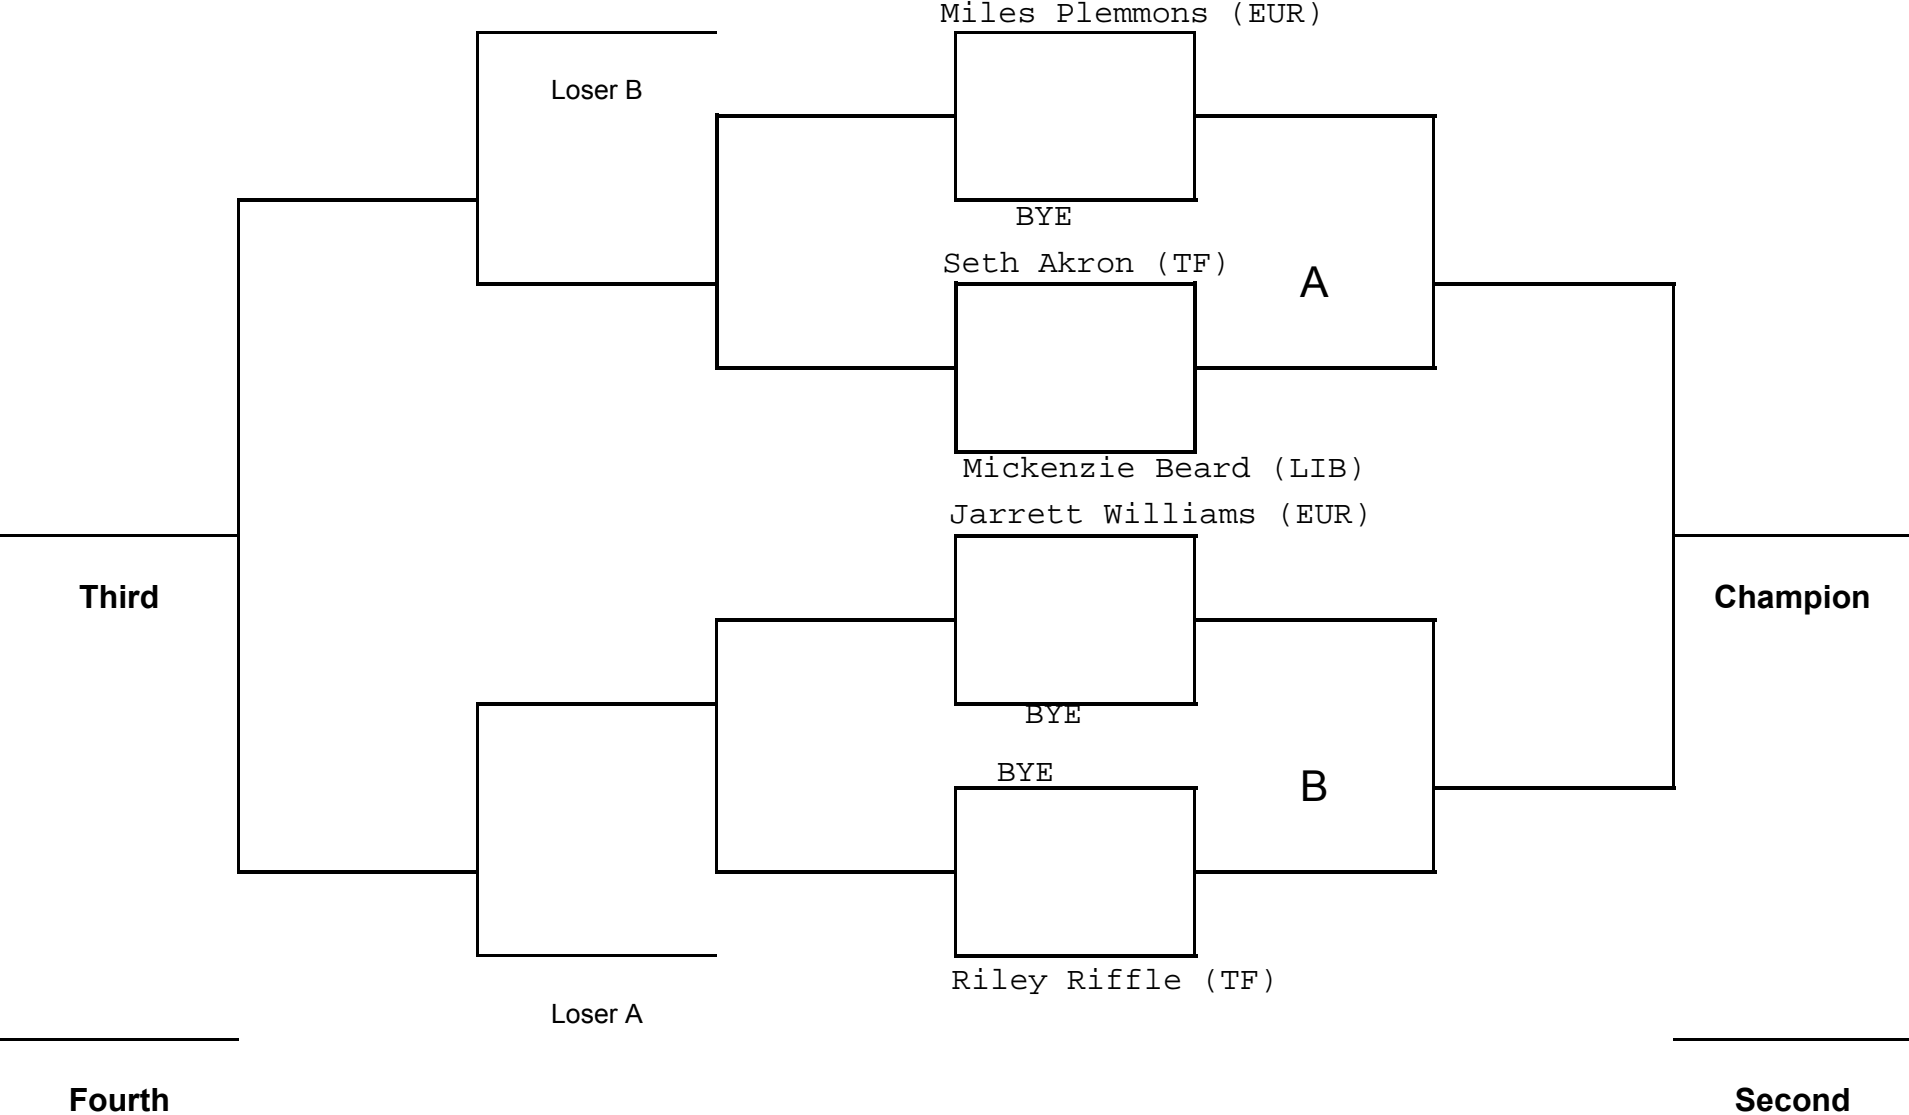 Miles Plemmons (EUR)
Loser B
BYE
Seth Akron (TF)
A
Mickenzie Beard (LIB)
Jarrett Williams (EUR)
Third
Champion
BYE
BYE
B
Riley Riffle (TF)
Loser A
Fourth
Second